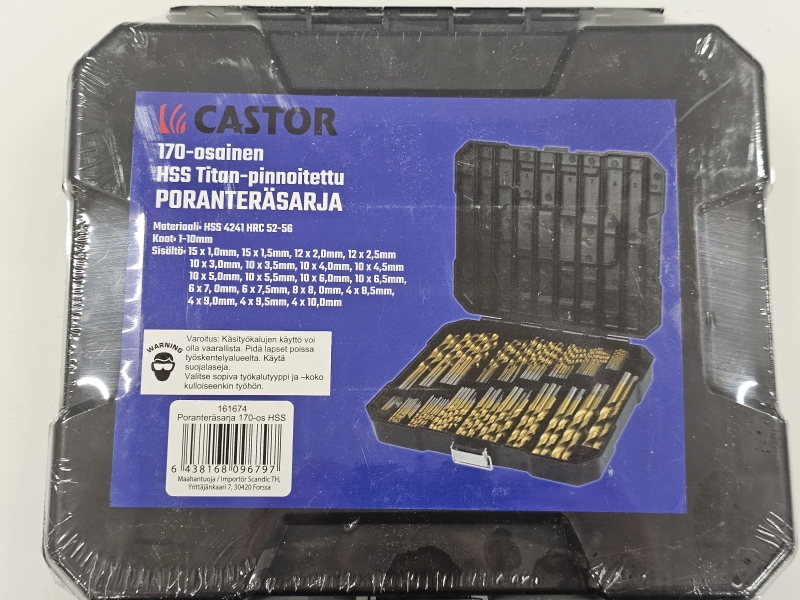 CASTOR
170-osainen
HSS Titan-pinnoitettu
PORANTERÄSARJA
Materiaali: HSS 4241 HRC 52-56
Koot: 1-10mm
Sisältö: 15 x 1,0mm, 15 x 1,5mm, 12 x 2,0mm, 12 x 2,5mm
10 x 3,0mm, 10 x 3,5mm, 10 x 4,0mm, 10 x 4,5mm
10 x 5,0mm, 10 x 5,5mm, 10 x 6,0mm, 10 x 6,5mm,
6 x 7, 0mm, 6 x 7,5mm, 8 x 8, 0mm, 4 x 8,5mm,
4 x 9,0mm, 4 x 9,5mm, 4 x 10,0mm
WARNING
Varoitus: Käsityökalujen käyttö voi
olla vaarallista. Pidä lapset poissa
työskentelyalueelta. Käytä
suojalaseja.
Valitse sopiva työkalutyyppi ja –koko
kulloiseenkin työhön.
161674
Poranteräsarja 170-os HSS
6 438168 096797
Maahantuoja / Importör Scandic TH,
Yrittäjänkaari 7, 30420 Forssa